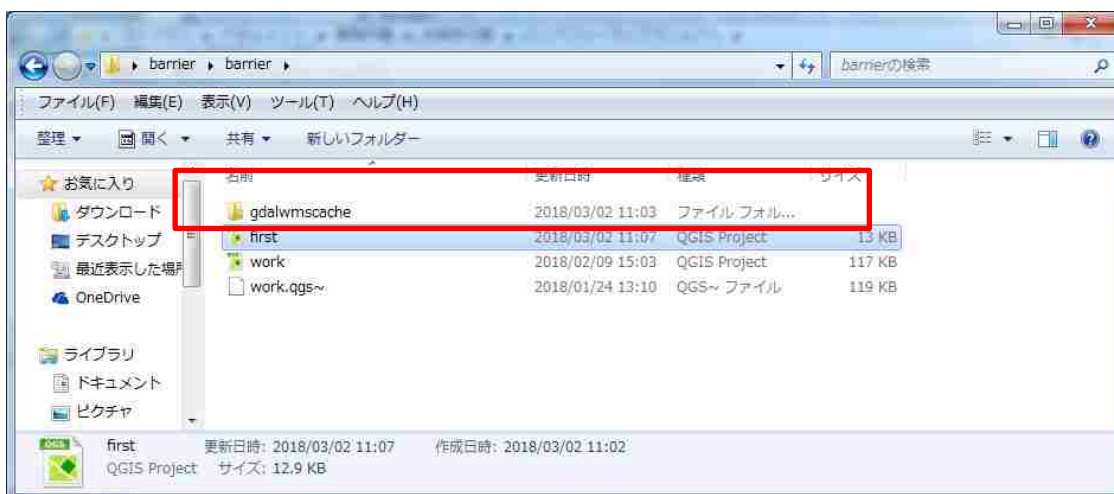 barrier ▸ barrier ▸ barrierの検索
ファイル(F) 編集(E) 表示(V) ツール(T) ヘルプ(H)
整理 開く 共有 新しいフォルダー
お気に入り 名前 更新日時 種類 サイズ
ダウンロード gdalwmscache 2018/03/02 11:03 ファイル フォル...
デスクトップ first 2018/03/02 11:07 QGIS Project 13 KB
最近表示した場所 work 2018/02/09 15:03 QGIS Project 117 KB
OneDrive work.qgs~ 2018/01/24 13:10 QGS~ ファイル 119 KB
ライブラリ
ドキュメント
ピクチャ
first 更新日時: 2018/03/02 11:07 作成日時: 2018/03/02 11:02
QGIS Project サイズ: 12.9 KB